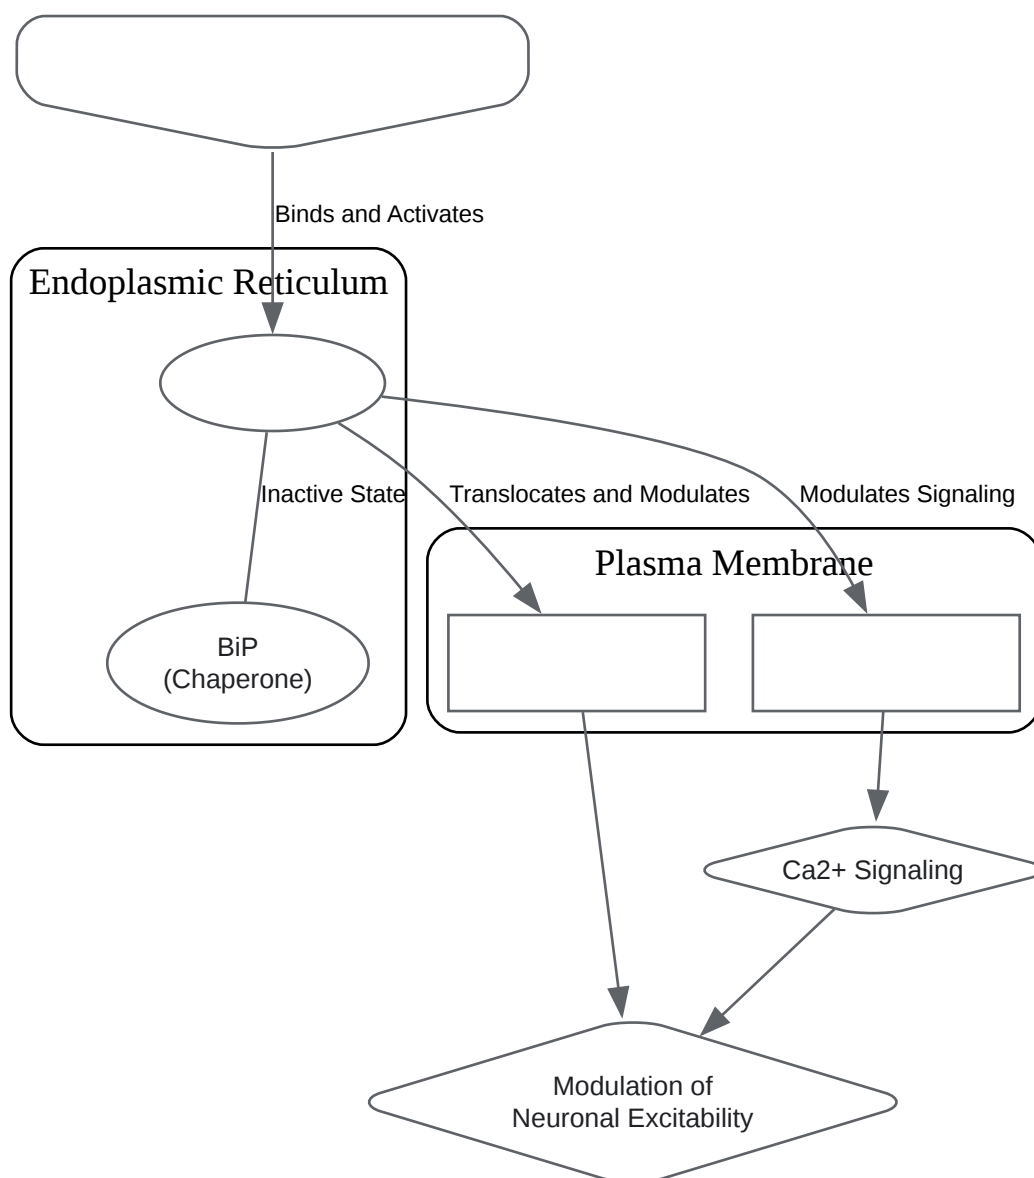 Binds and Activates
Endoplasmic Reticulum
Inactive State
Translocates and Modulates
Modulates Signaling
Plasma Membrane
BiP
(Chaperone)
Ca2+ Signaling
Modulation of
Neuronal Excitability